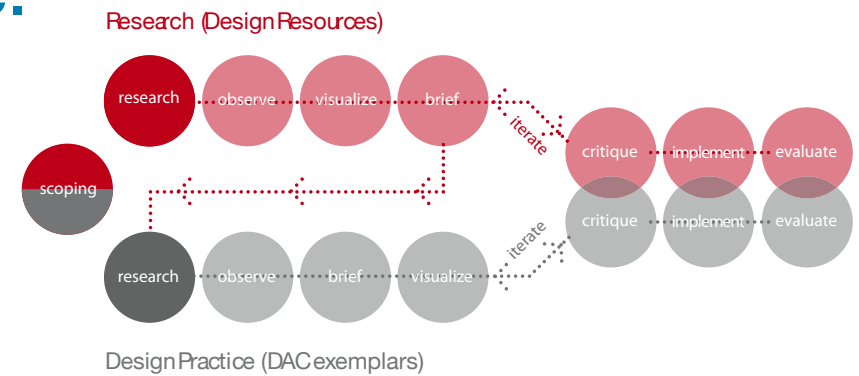 Research (Design Resources)
research observe visualize brief
iterate
critique implement evaluate
scoping
iterate
critique implement evaluate
research observe brief visualize
Design Practice (DAC exemplars)